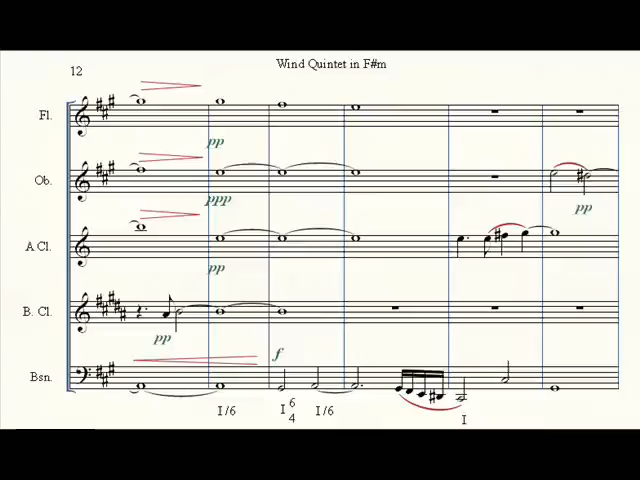 Wind Quintet in F#m
12
Fl.
pp
Ob.
ppp
pp
A.Cl.
pp
B. Cl.
pp
f
Bsn.
I/6
I 6
4
I/6
I